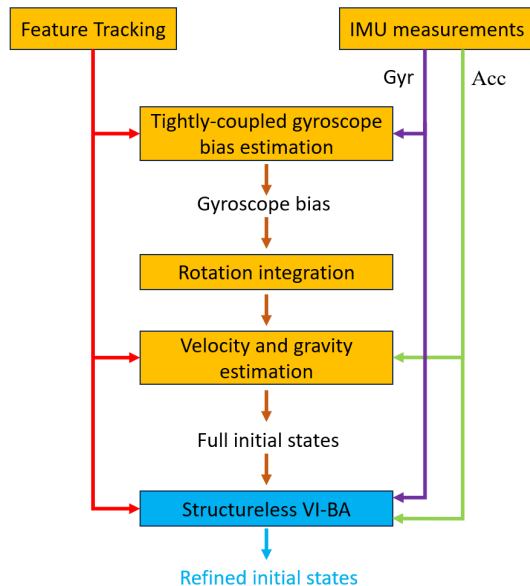 Feature Tracking
IMU measurements
Gyr
Acc
Tightly-coupled gyroscope
bias estimation
Gyroscope bias
Rotation integration
Velocity and gravity
estimation
Full initial states
Structureless VI-BA
Refined initial states